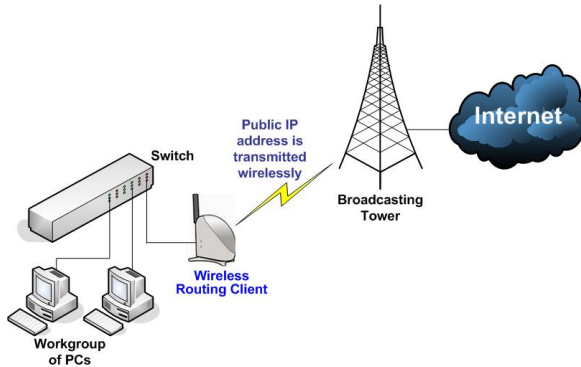 Internet
Public IP
address is
transmitted
wirelessly
Switch
Broadcasting
Tower
Wireless
Routing Client
Workgroup
of PCs